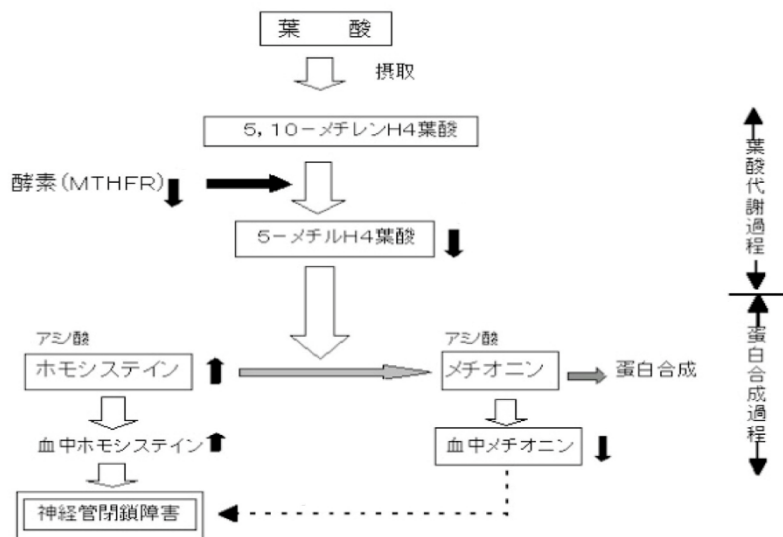 葉 酸
摂取
5,10-メチレンH4葉酸
酵素(MTHFR)
5-メチルH4葉酸
葉酸代謝過程
アミノ酸
ホモシステイン
アミノ酸
メチオニン
蛋白合成
血中ホモシステイン
血中メチオニン
神経管閉鎖障害
蛋白合成過程